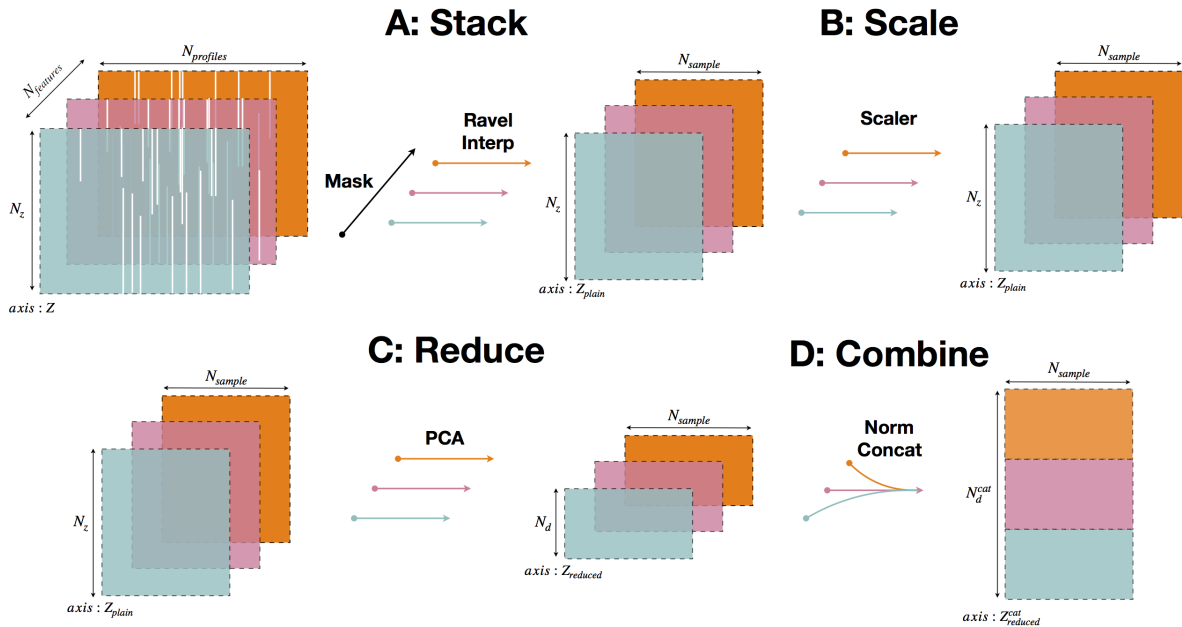 A: Stack
B: Scale
N_profiles
N_features
N_z
axis : Z
Mask
Ravel
Interp
N_sample
N_z
axis : Z_plain
Scaler
N_sample
N_z
axis : Z_plain
C: Reduce
D: Combine
N_sample
N_z
axis : Z_plain
PCA
N_sample
N_d
axis : Z_reduced
Norm
Concat
N_sample
N_d^cat
axis : Z_reduced^cat